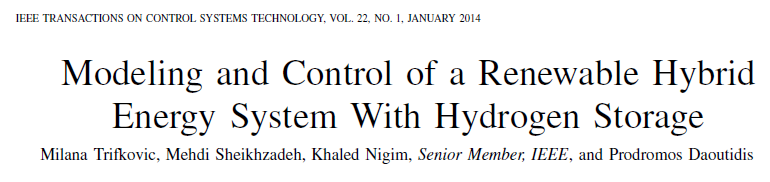 IEEE TRANSACTIONS ON CONTROL SYSTEMS TECHNOLOGY, VOL. 22, NO. 1, JANUARY 2014
Modeling and Control of a Renewable Hybrid
Energy System With Hydrogen Storage
Milana Trifkovic, Mehdi Sheikhzadeh, Khaled Nigim, Senior Member, IEEE, and Prodromos Daoutidis